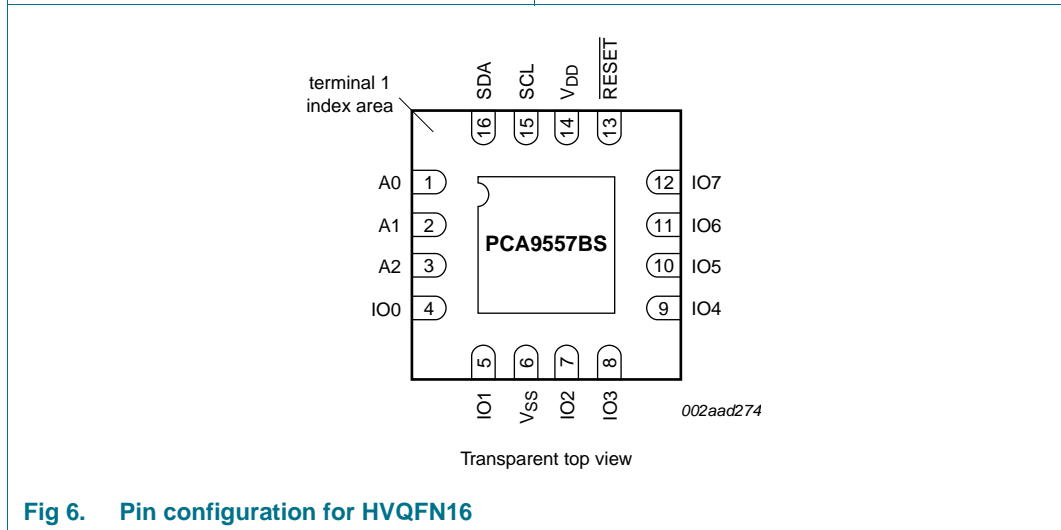 terminal 1
index area
SDA
SCL
VDD
RESET
16
15
14
13
A0 1
A1 2
A2 3
IO0 4
PCA9557BS
12 IO7
11 IO6
10 IO5
9 IO4
5
6
7
8
IO1
VSS
IO2
IO3
002aad274
Transparent top view
Fig 6. Pin configuration for HVQFN16